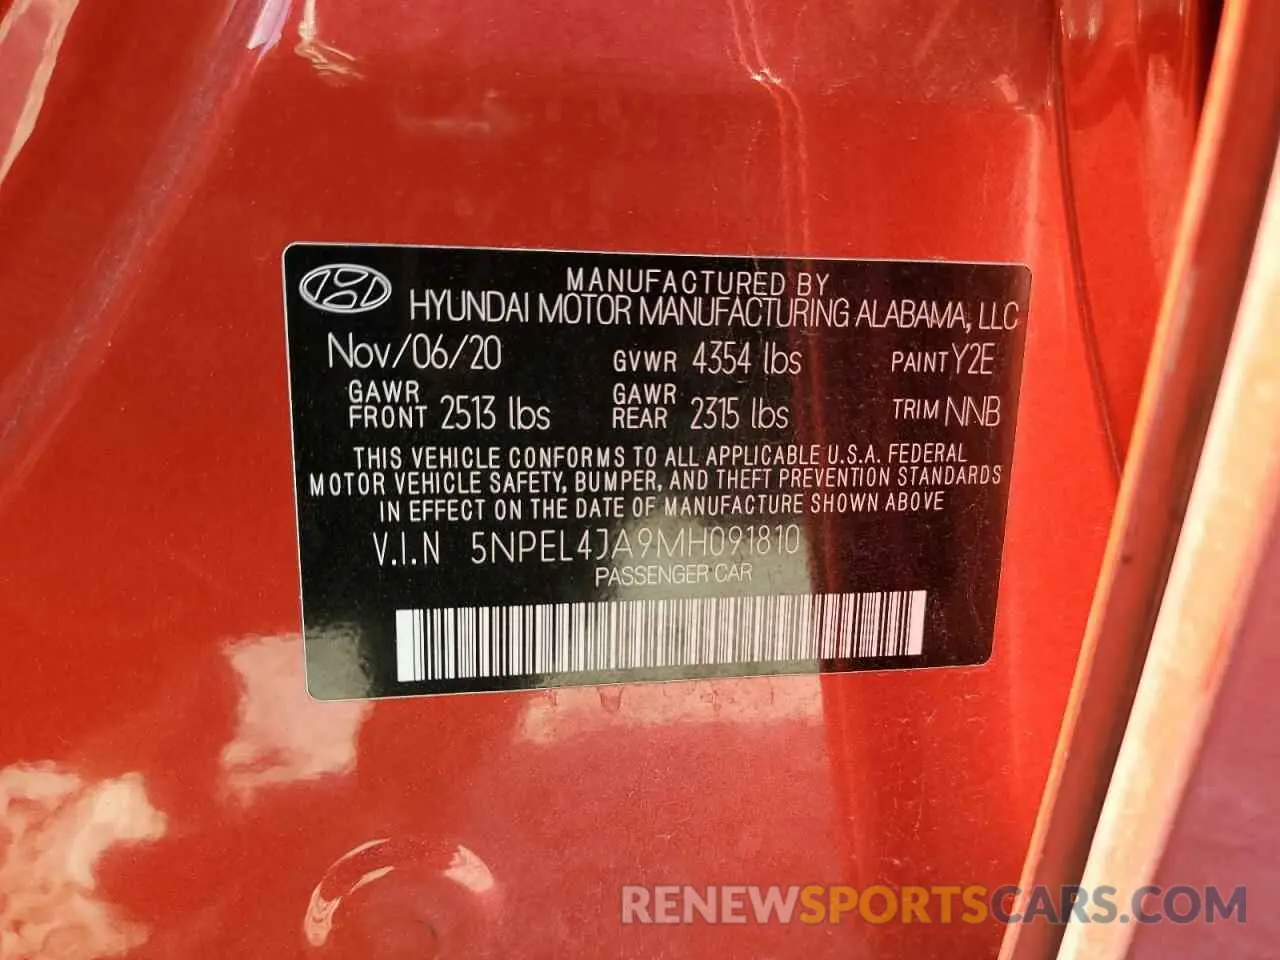 MANUFACTURED BY
HYUNDAI MOTOR MANUFACTURING ALABAMA, LLC
Nov/06/20 GVWR 4354 lbs PAINT Y2E
GAWR FRONT 2513 lbs GAWR REAR 2315 lbs TRIM NNB
THIS VEHICLE CONFORMS TO ALL APPLICABLE U.S.A. FEDERAL
MOTOR VEHICLE SAFETY, BUMPER, AND THEFT PREVENTION STANDARDS
IN EFFECT ON THE DATE OF MANUFACTURE SHOWN ABOVE
V.I.N 5NPEL4JA9MH091810
PASSENGER CAR
RENEWSPORTSCARS.COM